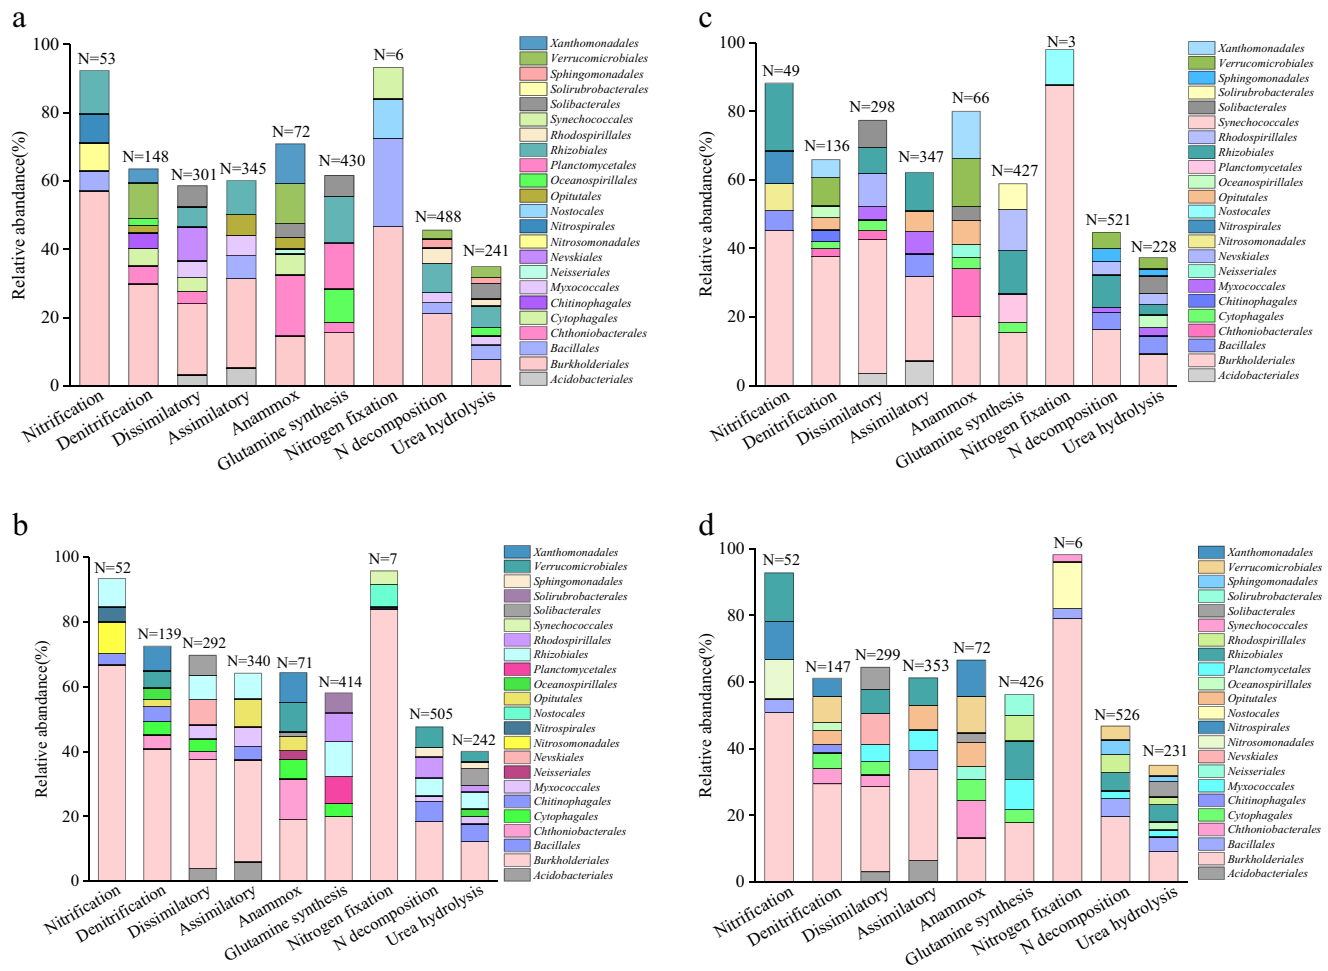 a
Relative abundance(%)
100
80
60
40
20
0
N=53
N=148
N=301
N=345
N=72
N=430
N=6
N=488
N=241
Nitrification
Denitrification
Dissimilatory
Assimilatory
Anammox
Glutamine synthesis
Nitrogen fixation
N decomposition
Urea hydrolysis
Xanthomonadales
Verrucomicrobiales
Sphingomonadales
Solirubrobacterales
Solibacterales
Synechococcales
Rhodospirillales
Rhizobiales
Planctomycetales
Oceanospirillales
Opitutales
Nostocales
Nitrospirales
Nitrosomonadales
Nevskiales
Neisseriales
Myxococcales
Chitinophagales
Cytophagales
Chthoniobacterales
Bacillales
Burkholderiales
Acidobacteriales
c
Relative abundance(%)
100
80
60
40
20
0
N=49
N=136
N=298
N=347
N=66
N=427
N=3
N=521
N=228
Nitrification
Denitrification
Dissimilatory
Assimilatory
Anammox
Glutamine synthesis
Nitrogen fixation
N decomposition
Urea hydrolysis
Xanthomonadales
Verrucomicrobiales
Sphingomonadales
Solirubrobacterales
Solibacterales
Synechococcales
Rhodospirillales
Rhizobiales
Planctomycetales
Oceanospirillales
Opitutales
Nostocales
Nitrospirales
Nitrosomonadales
Nevskiales
Neisseriales
Myxococcales
Chitinophagales
Cytophagales
Chthoniobacterales
Bacillales
Burkholderiales
Acidobacteriales
b
Relative abundance(%)
100
80
60
40
20
0
N=52
N=139
N=292
N=340
N=71
N=414
N=7
N=505
N=242
Nitrification
Denitrification
Dissimilatory
Assimilatory
Anammox
Glutamine synthesis
Nitrogen fixation
N decomposition
Urea hydrolysis
Xanthomonadales
Verrucomicrobiales
Sphingomonadales
Solirubrobacterales
Solibacterales
Synechococcales
Rhodospirillales
Rhizobiales
Planctomycetales
Oceanospirillales
Opitutales
Nostocales
Nitrospirales
Nitrosomonadales
Nevskiales
Neisseriales
Myxococcales
Chitinophagales
Cytophagales
Chthoniobacterales
Bacillales
Burkholderiales
Acidobacteriales
d
Relative abundance(%)
100
80
60
40
20
0
N=52
N=147
N=299
N=353
N=72
N=426
N=6
N=526
N=231
Nitrification
Denitrification
Dissimilatory
Assimilatory
Anammox
Glutamine synthesis
Nitrogen fixation
N decomposition
Urea hydrolysis
Xanthomonadales
Verrucomicrobiales
Sphingomonadales
Solirubrobacterales
Solibacterales
Synechococcales
Rhodospirillales
Rhizobiales
Planctomycetales
Oceanospirillales
Opitutales
Nostocales
Nitrospirales
Nitrosomonadales
Nevskiales
Neisseriales
Myxococcales
Chitinophagales
Cytophagales
Chthoniobacterales
Bacillales
Burkholderiales
Acidobacteriales